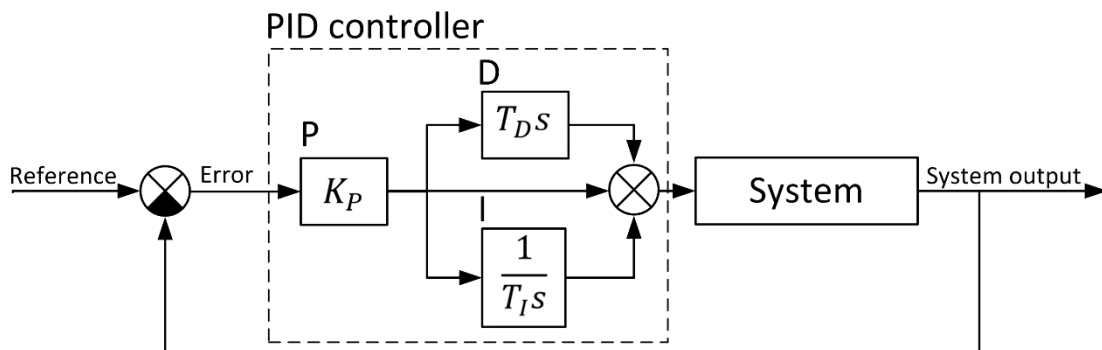 PID controller
D
T_D s
P
Reference
Error
K_P
System
System output
I
1
T_I s